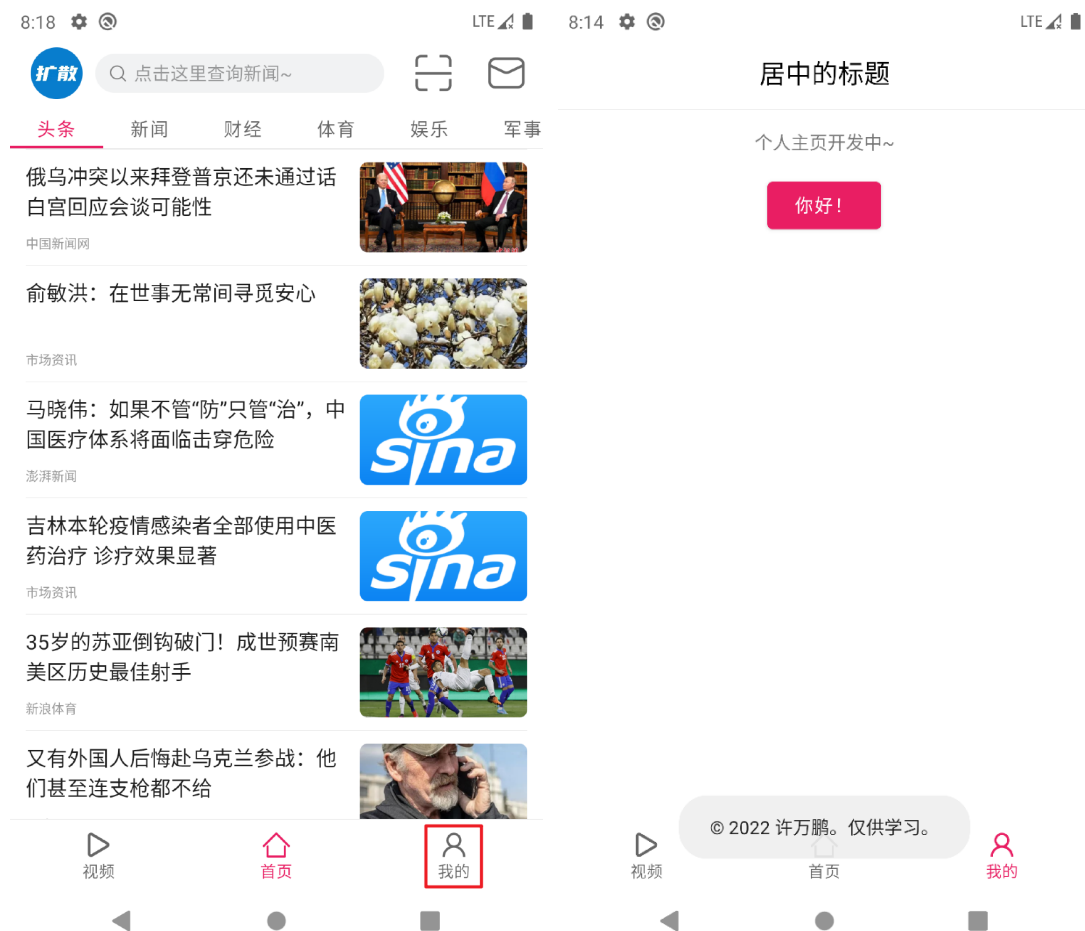 8:18
LTE
扩散
点击这里查询新闻~
头条 新闻 财经 体育 娱乐 军事
俄乌冲突以来拜登普京还未通过话
白宫回应会谈可能性
中国新闻网
俞敏洪：在世事无常间寻觅安心
市场资讯
马晓伟：如果不管“防”只管“治”，中
国医疗体系将面临击穿危险
澎湃新闻
sina
吉林本轮疫情感染者全部使用中医
药治疗 诊疗效果显著
市场资讯
sina
35岁的苏亚倒钩破门！成世预赛南
美区历史最佳射手
新浪体育
又有外国人后悔赴乌克兰参战：他
们甚至连支枪都不给
视频 首页 我的
8:14
LTE
居中的标题
个人主页开发中~
你好！
© 2022 许万鹏。仅供学习。
视频 首页 我的